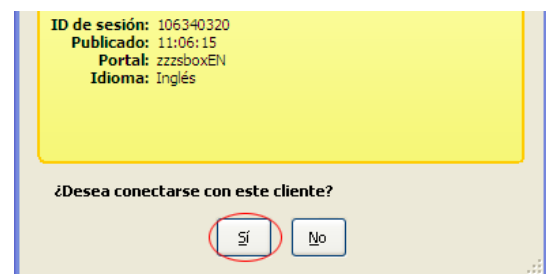 ID de sesión: 106340320
Publicado: 11:06:15
Portal: zzzsboxEN
Idioma: Inglés
¿Desea conectarse con este cliente?
Sí No